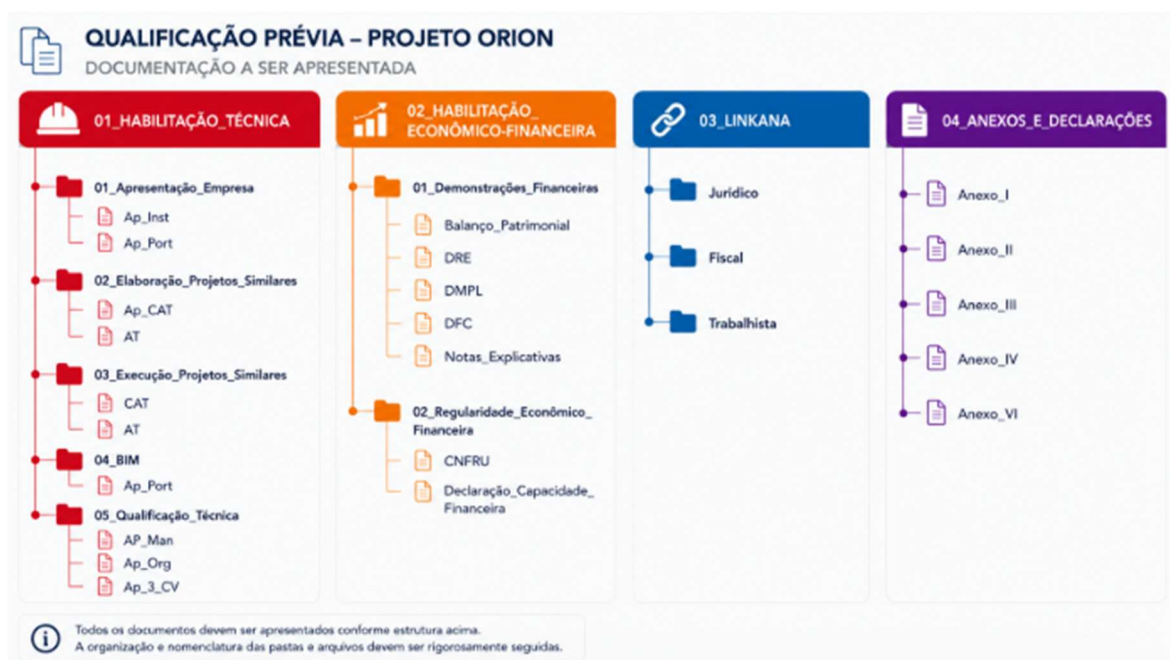 QUALIFICAÇÃO PRÉVIA – PROJETO ORION
DOCUMENTAÇÃO A SER APRESENTADA
01_HABILITAÇÃO_TÉCNICA
01_Apresentação_Empresa
Ap_Inst
Ap_Port
02_Elaboração_Projetos_Similares
Ap_CAT
AT
03_Execução_Projetos_Similares
CAT
AT
04_BIM
Ap_Port
05_Qualificação_Técnica
AP_Man
Ap_Org
Ap_3_CV
02_HABILITAÇÃO_
ECONÔMICO-FINANCEIRA
01_Demonstrações_Financeiras
Balanço_Patrimonial
DRE
DMPL
DFC
Notas_Explicativas
02_Regularidade_Econômico_
Financeira
CNFRU
Declaração_Capacidade_
Financeira
03_LINKANA
Jurídico
Fiscal
Trabalhista
04_ANEXOS_E_DECLARAÇÕES
Anexo_I
Anexo_II
Anexo_III
Anexo_IV
Anexo_VI
Todos os documentos devem ser apresentados conforme estrutura acima.
A organização e nomenclatura das pastas e arquivos devem ser rigorosamente seguidas.